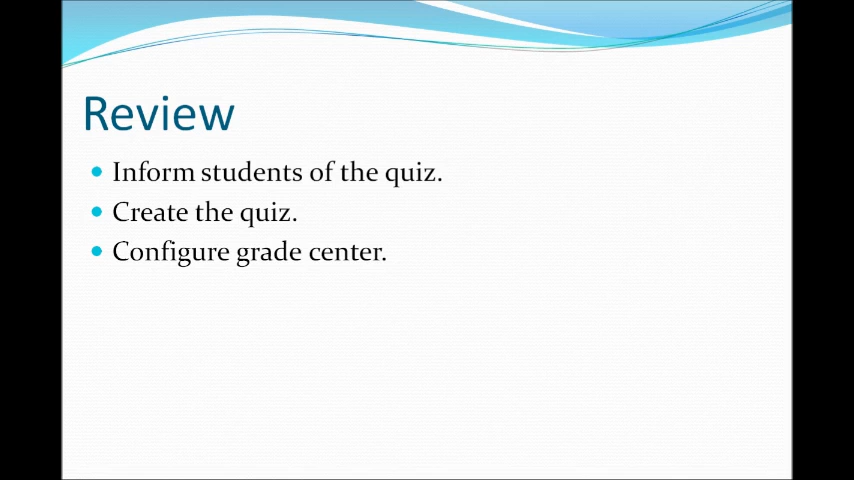 Review
Inform students of the quiz.
Create the quiz.
Configure grade center.